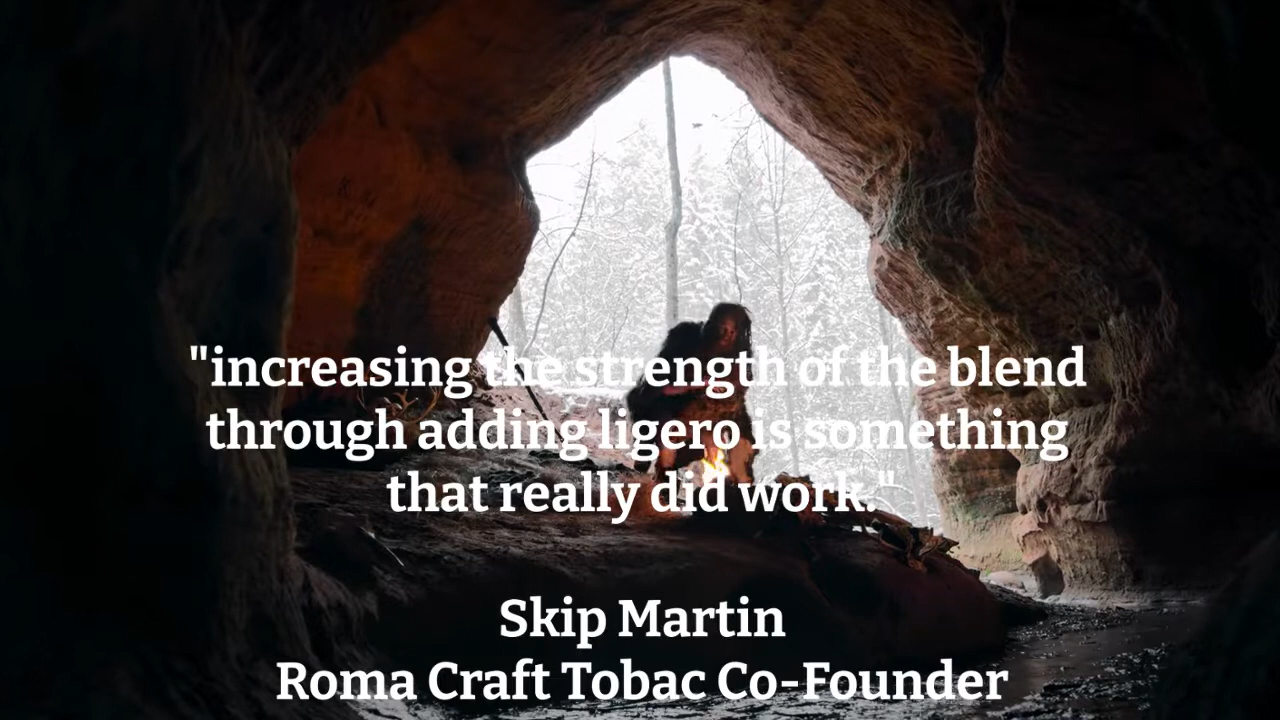 "increasing the strength of the blend
through adding ligero is something
that really did work."
Skip Martin
Roma Craft Tobac Co-Founder